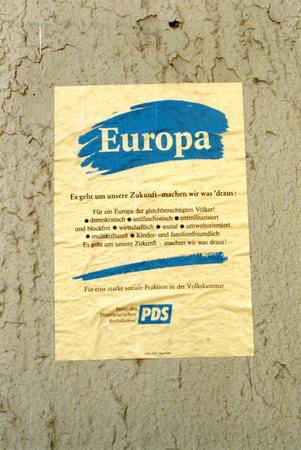 Europa
Es geht um unsere Zukunft – machen wir was 'draus:
Für ein Europa der gleichberechtigten Völker!
● demokratisch ● antifaschistisch ● entmilitarisiert
und blockfrei ● wirtschaftlich ● sozial ● umweltorientiert
● multikulturell ● Kinder- und familienfreundlich
Es geht um unsere Zukunft – machen wir was draus!
Für eine starke soziale Fraktion in der Volkskammer
Partei des
Demokratischen
Sozialismus
PDS